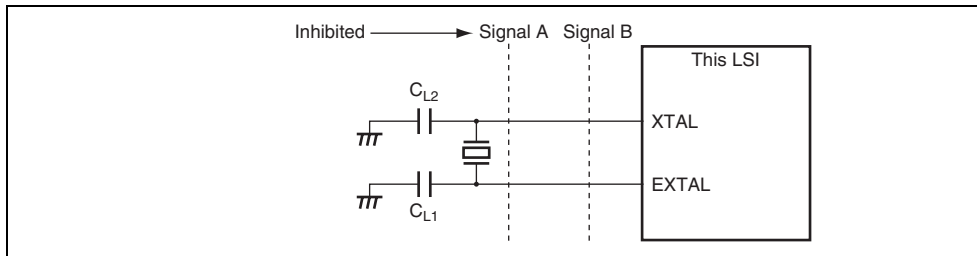 Inhibited Signal A Signal B
This LSI
CL2
XTAL
EXTAL
CL1